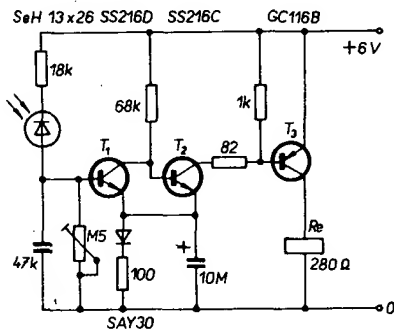 SeH 13x26 SS216D SS216C GC116B
+6V
18k
68k
1k
T1
T2
82
T3
M5
Re
47k
100
+
10M
280 Ω
0
SAY30